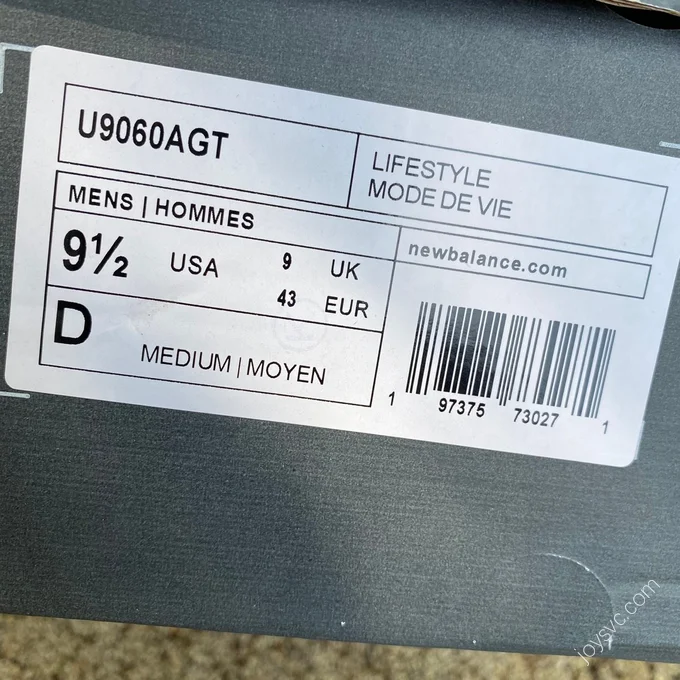 U9060AGT
LIFESTYLE
MODE DE VIE
MENS | HOMMES
newbalance.com
9½ USA 9 UK
43 EUR
D
MEDIUM | MOYEN
1 97375 73027 1
joysvc.com